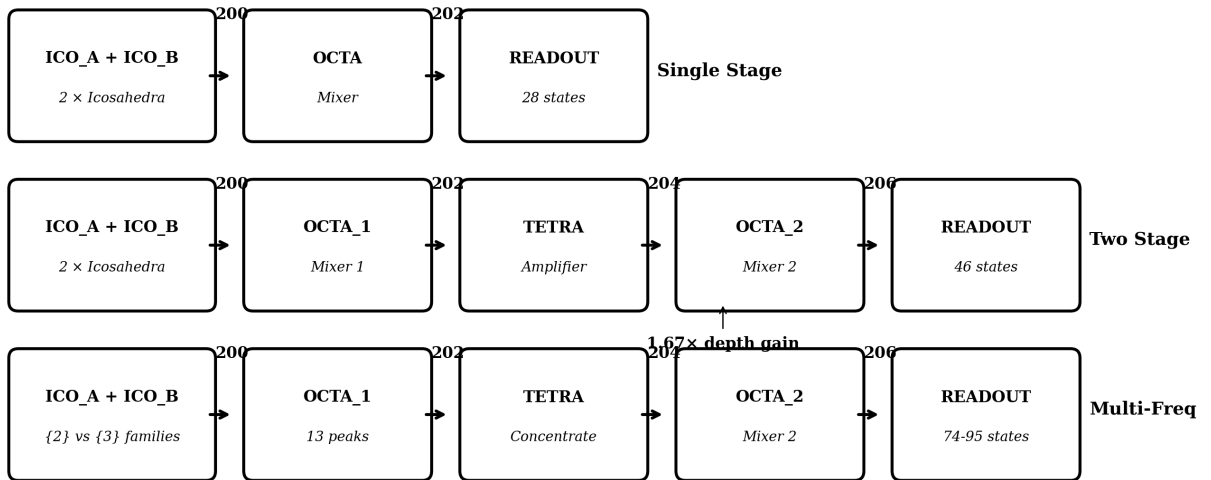 200 202
ICO_A + ICO_B OCTA READOUT
Single Stage
2 × Icosahedra Mixer 28 states
200 202 204 206
ICO_A + ICO_B OCTA_1 TETRA OCTA_2 READOUT
Two Stage
2 × Icosahedra Mixer 1 Amplifier Mixer 2 46 states
1.67× depth gain
200 202 204 206
ICO_A + ICO_B OCTA_1 TETRA OCTA_2 READOUT
Multi-Freq
{2} vs {3} families 13 peaks Concentrate Mixer 2 74-95 states